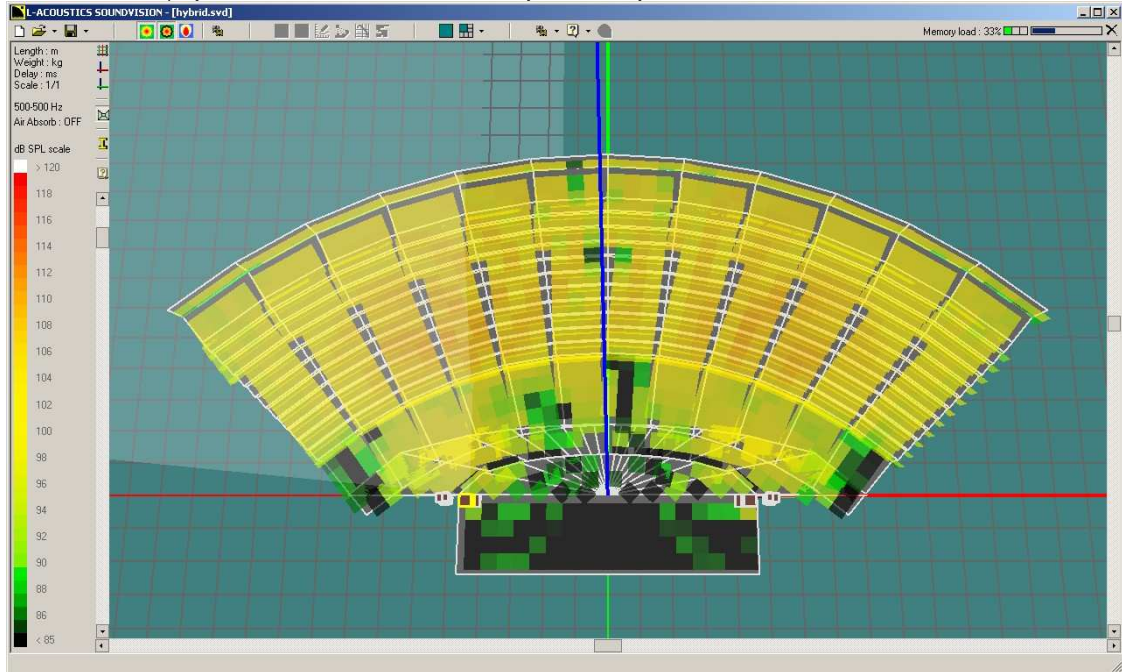 L-ACOUSTICS SOUNDVISION - [hybrid.svd]
Memory load : 33%
Length : m
Weight : kg
Delay : ms
Scale : 1/1
500-500 Hz
Air Absorb : OFF
dB SPL scale
> 120
118
116
114
112
110
108
106
104
102
100
98
96
94
92
90
88
86
< 85